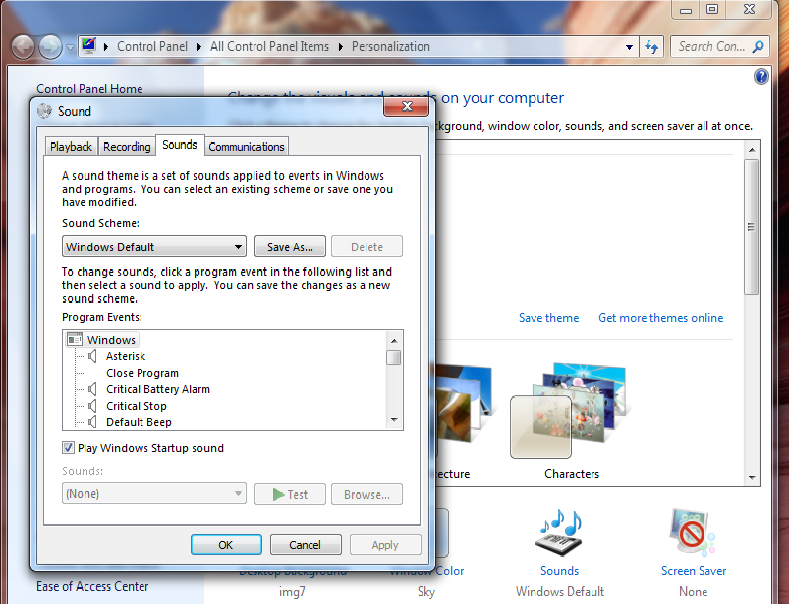 Control Panel
All Control Panel Items
Personalization
Search Con...
Control Panel Home
Change the visuals and sounds on your computer
ground, window color, sounds, and screen saver all at once.
Sound
Playback
Recording
Sounds
Communications
A sound theme is a set of sounds applied to events in Windows
and programs. You can select an existing scheme or save one you
have modified.
Sound Scheme:
Windows Default
Save As...
Delete
To change sounds, click a program event in the following list and
then select a sound to apply. You can save the changes as a new
sound scheme.
Program Events:
Windows
Asterisk
Close Program
Critical Battery Alarm
Critical Stop
Default Beep
Play Windows Startup sound
Sounds:
(None)
Test
Browse...
OK
Cancel
Apply
Save theme
Get more themes online
tecture
Characters
Ease of Access Center
Desktop Background
img7
Window Color
Sky
Sounds
Windows Default
Screen Saver
None